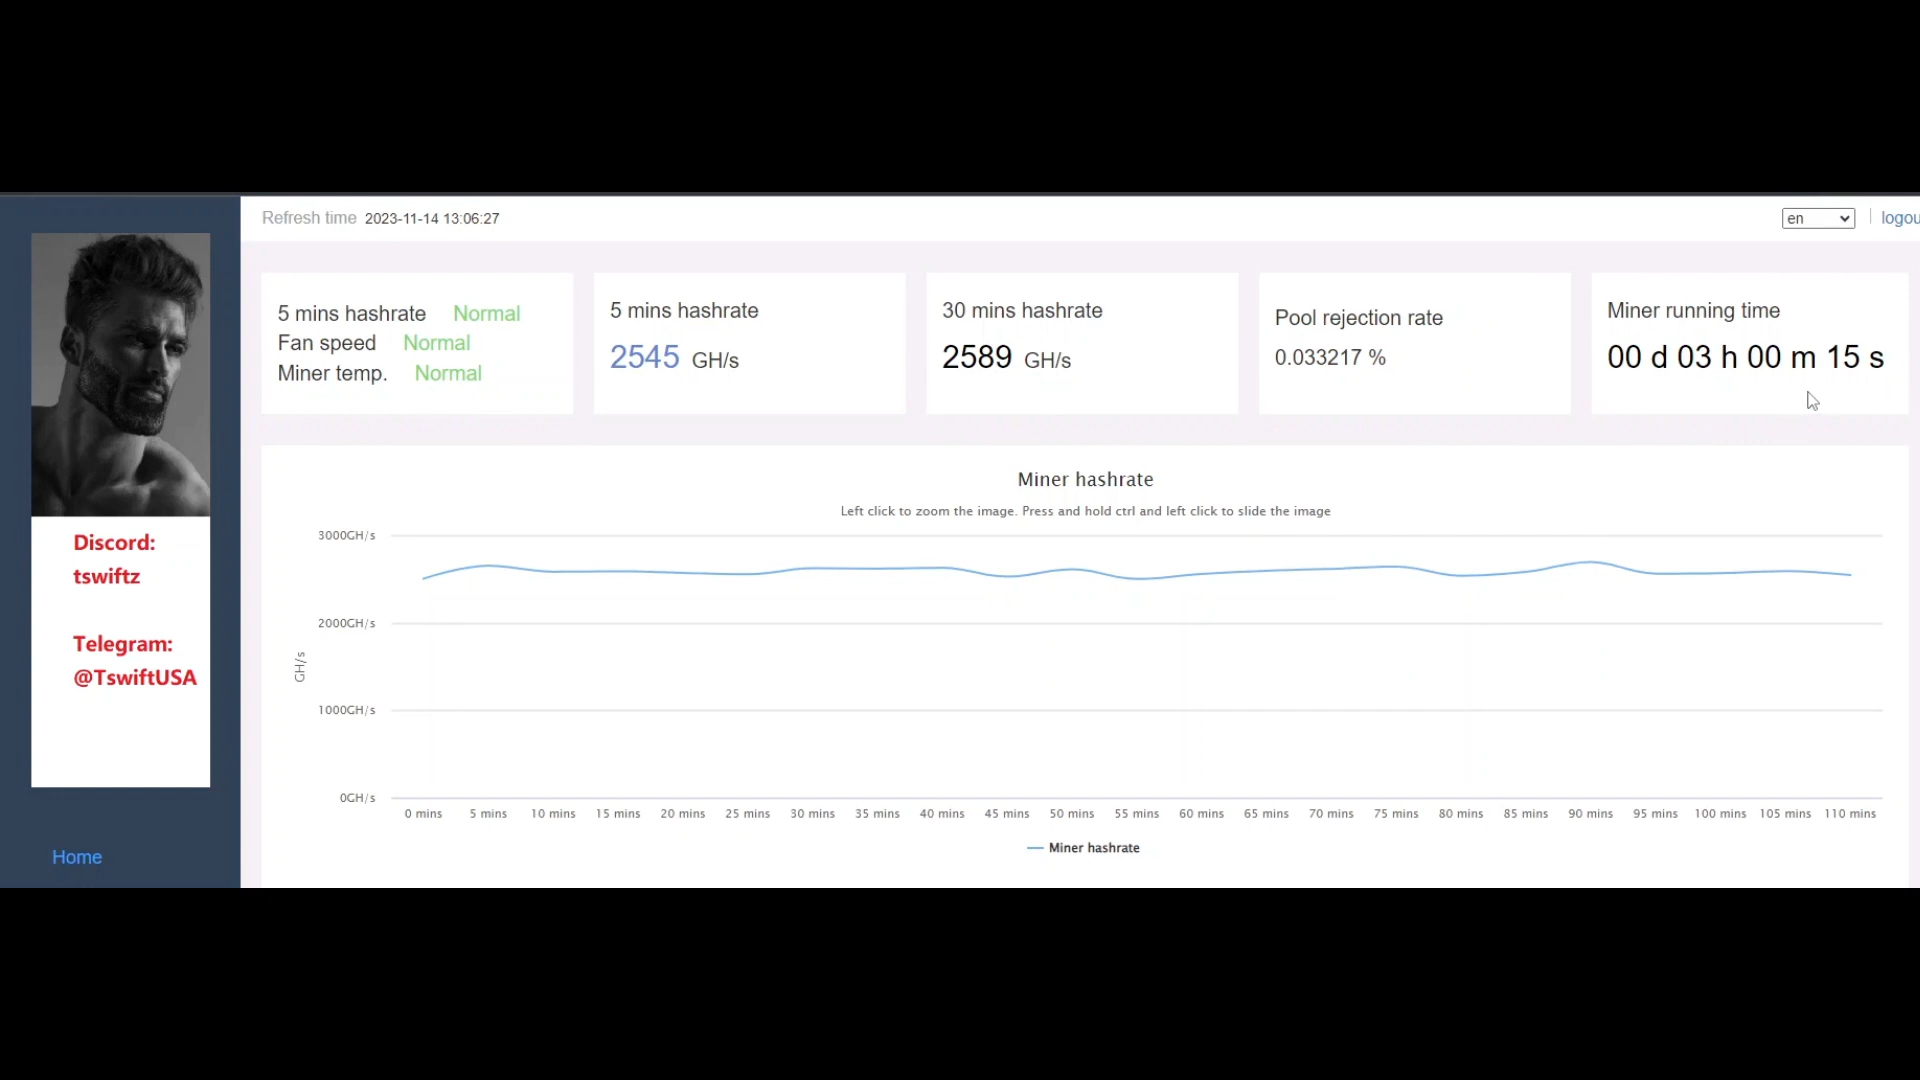 Refresh time 2023-11-14 13:06:27
en
logou
Discord:
tswiftz
Telegram:
@TswiftUSA
Home
5 mins hashrate Normal
Fan speed Normal
Miner temp. Normal
5 mins hashrate
2545 GH/s
30 mins hashrate
2589 GH/s
Pool rejection rate
0.033217 %
Miner running time
00 d 03 h 00 m 15 s
Miner hashrate
Left click to zoom the image. Press and hold ctrl and left click to slide the image
3000GH/s
2000GH/s
1000GH/s
0GH/s
GH/s
0 mins 5 mins 10 mins 15 mins 20 mins 25 mins 30 mins 35 mins 40 mins 45 mins 50 mins 55 mins 60 mins 65 mins 70 mins 75 mins 80 mins 85 mins 90 mins 95 mins 100 mins 105 mins 110 mins
Miner hashrate